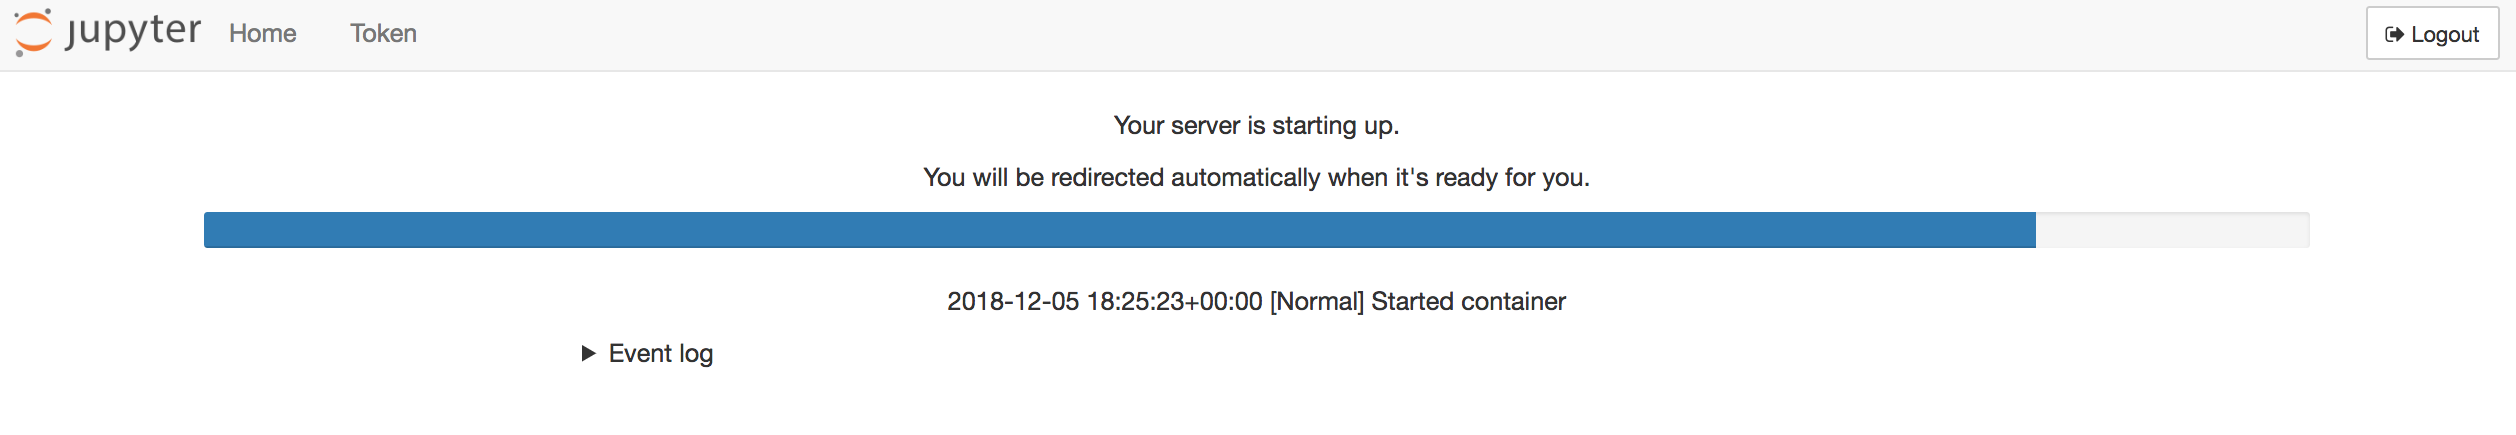 jupyter Home Token Logout
Your server is starting up.
You will be redirected automatically when it's ready for you.
2018-12-05 18:25:23+00:00 [Normal] Started container
Event log